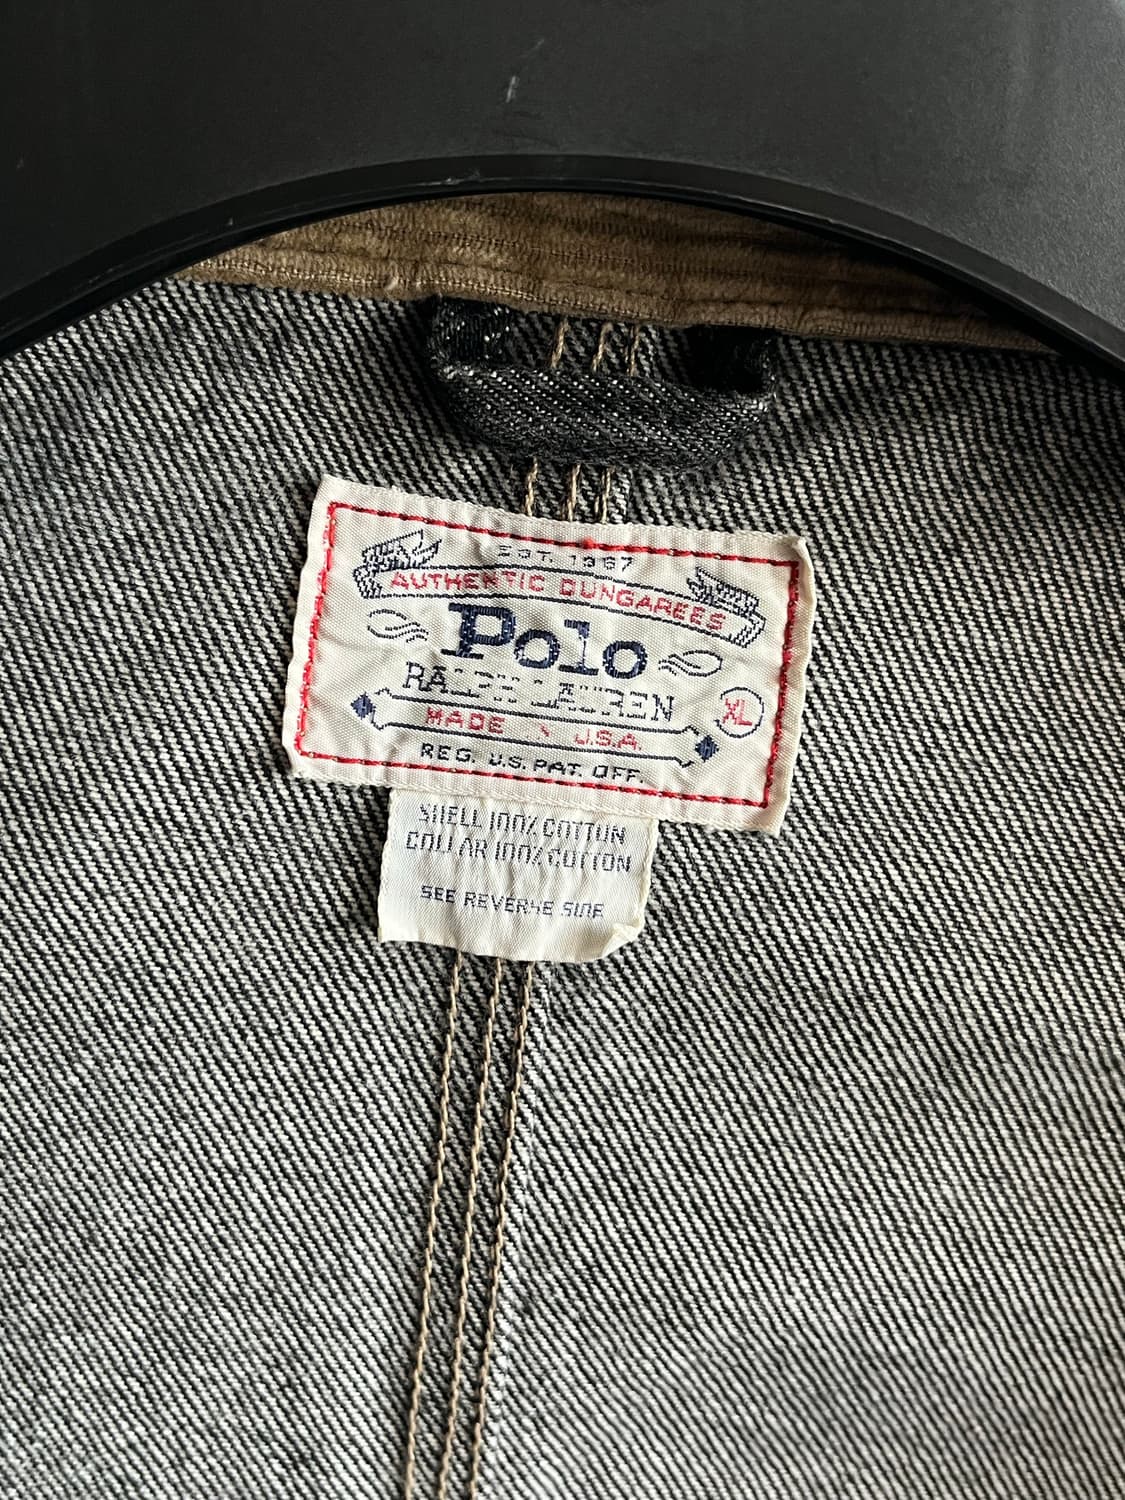 EST. 1967
AUTHENTIC DUNGAREES
Polo
RALPH LAUREN
XL
MADE IN U.S.A.
REG. U.S. PAT. OFF.
SHELL 100% COTTON
COLLAR 100% COTTON
SEE REVERSE SIDE